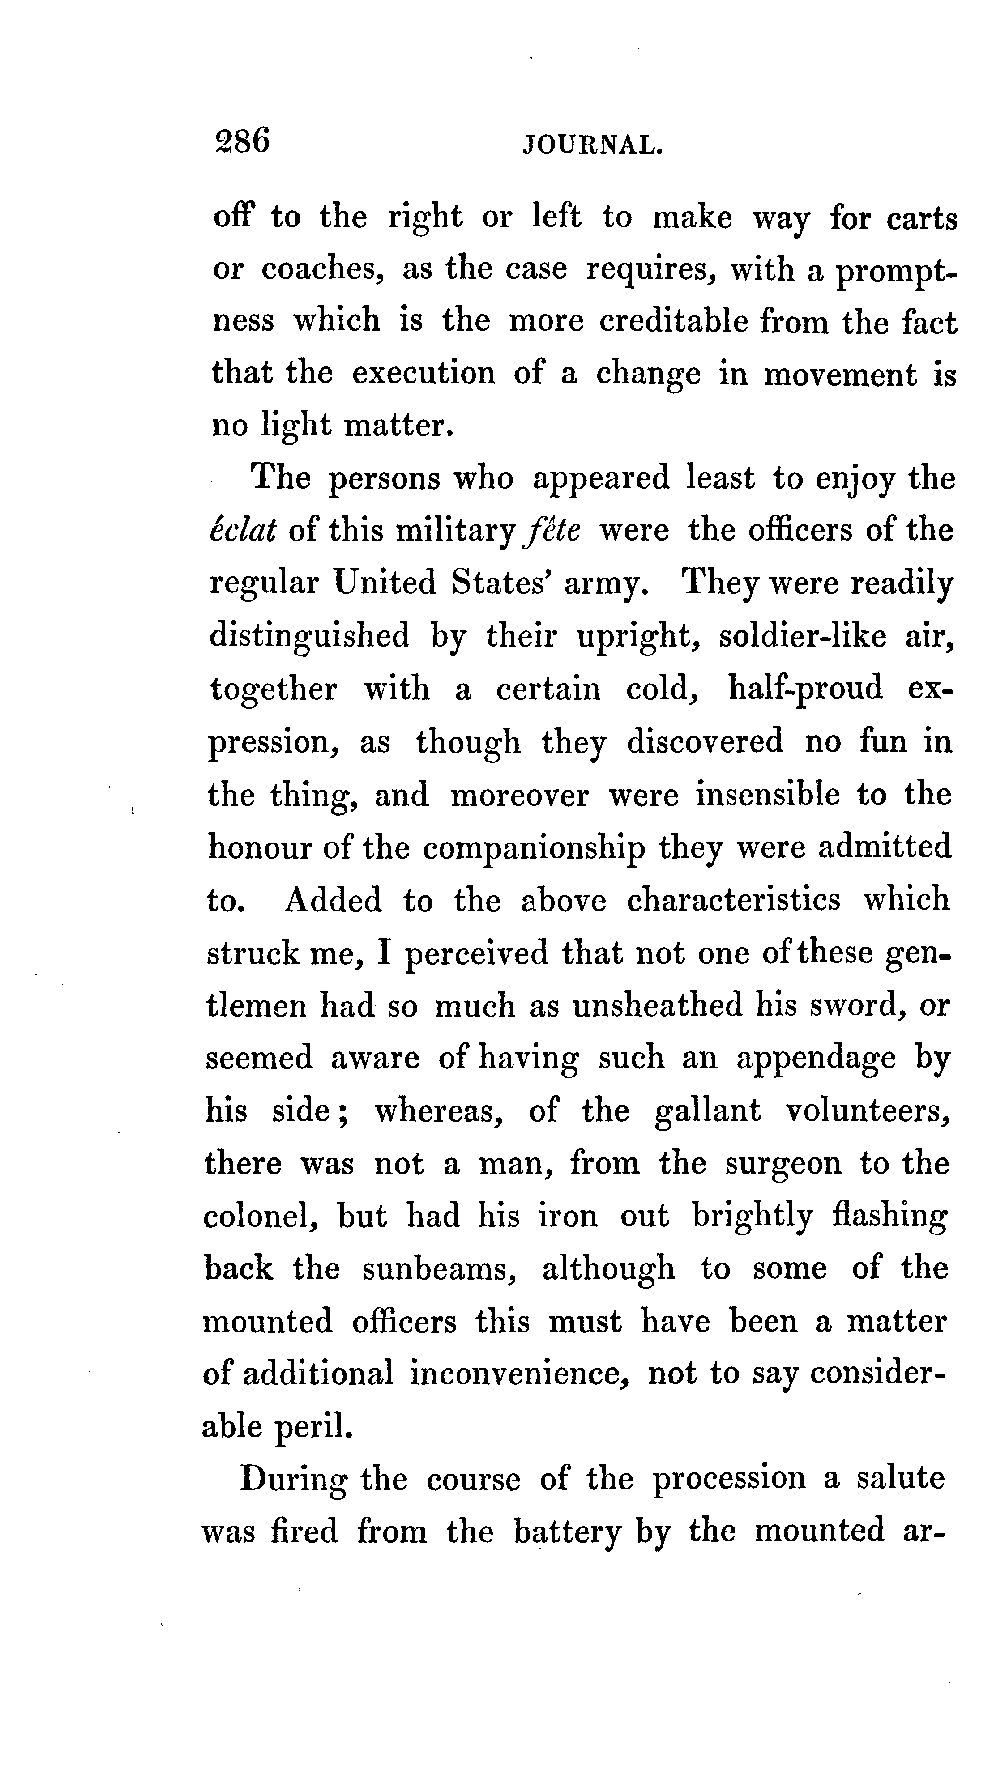 286 JOURNAL.
off to the right or left to make way for carts
or coaches, as the case requires, with a prompt-
ness which is the more creditable from the fact
that the execution of a change in movement is
no light matter.
The persons who appeared least to enjoy the
éclat of this military fête were the officers of the
regular United States' army. They were readily
distinguished by their upright, soldier-like air,
together with a certain cold, half-proud ex-
pression, as though they discovered no fun in
the thing, and moreover were insensible to the
honour of the companionship they were admitted
to. Added to the above characteristics which
struck me, I perceived that not one of these gen-
tlemen had so much as unsheathed his sword, or
seemed aware of having such an appendage by
his side; whereas, of the gallant volunteers,
there was not a man, from the surgeon to the
colonel, but had his iron out brightly flashing
back the sunbeams, although to some of the
mounted officers this must have been a matter
of additional inconvenience, not to say consider-
able peril.
During the course of the procession a salute
was fired from the battery by the mounted ar-